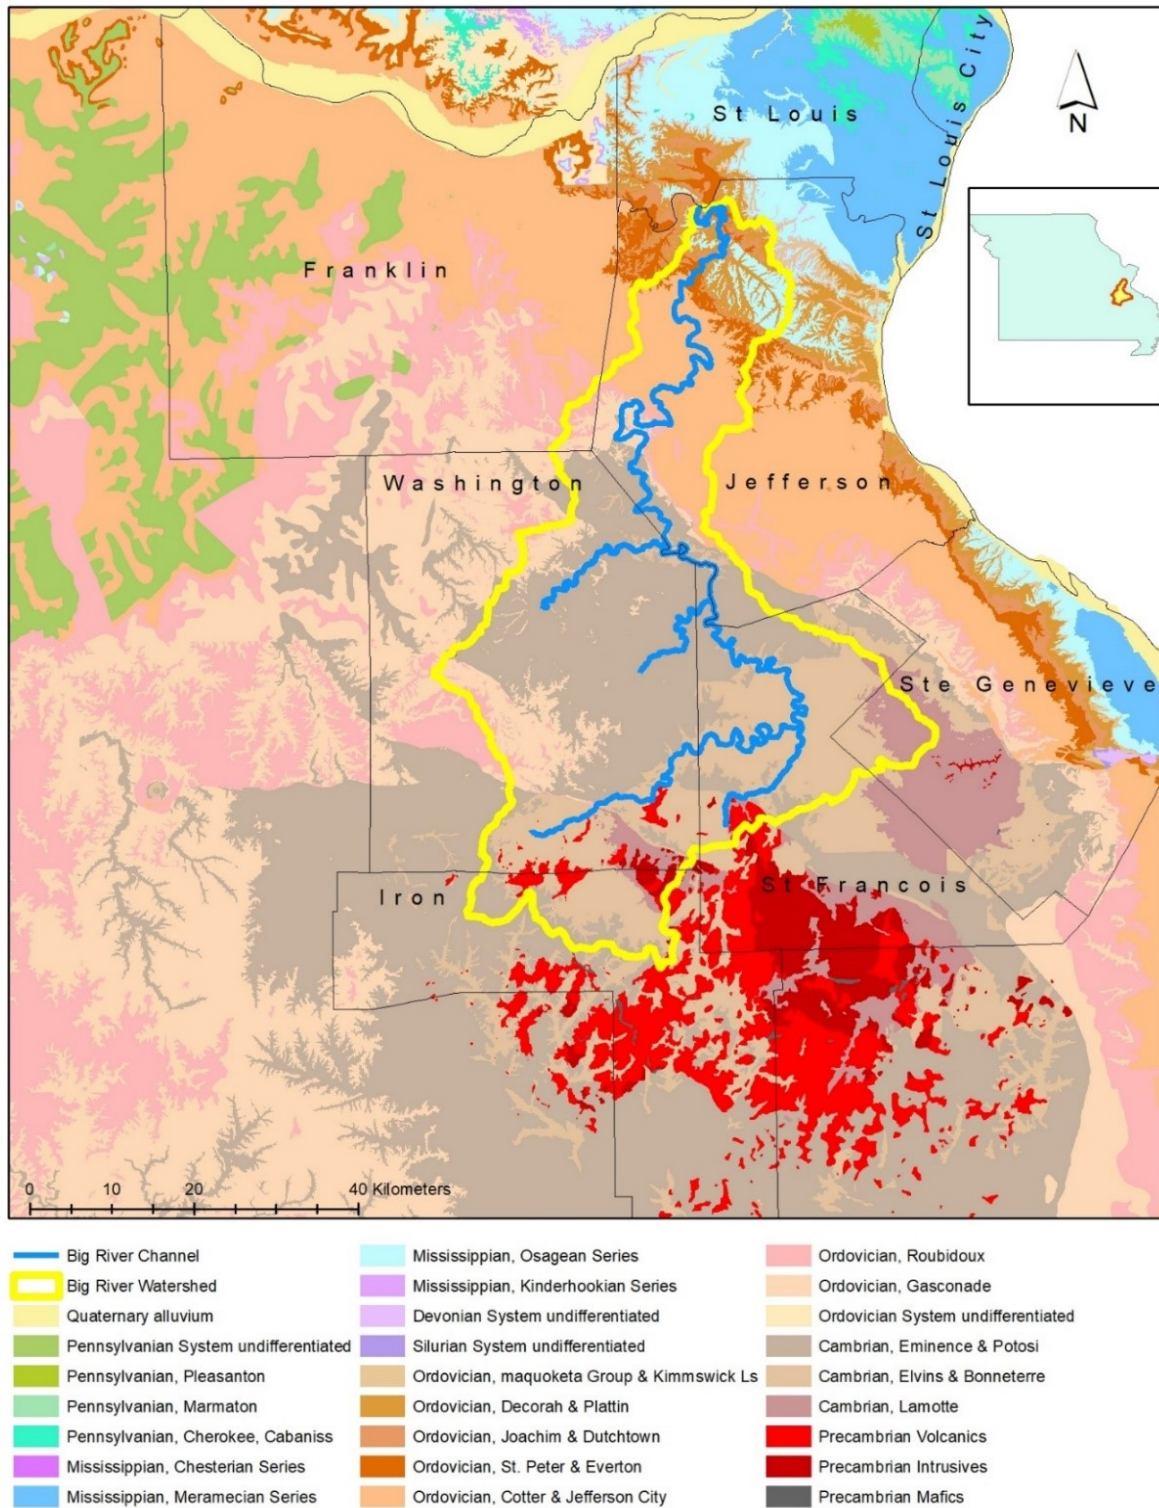 St Louis
St Louis City
N
Franklin
Washington
Jefferson
Ste Genevieve
Iron
St Francois
0 10 20 40 Kilometers
Big River Channel
Big River Watershed
Quaternary alluvium
Pennsylvanian System undifferentiated
Pennsylvanian, Pleasanton
Pennsylvanian, Marmaton
Pennsylvanian, Cherokee, Cabaniss
Mississippian, Chesterian Series
Mississippian, Meramecian Series
Mississippian, Osagean Series
Mississippian, Kinderhookian Series
Devonian System undifferentiated
Silurian System undifferentiated
Ordovician, maquoketa Group & Kimmswick Ls
Ordovician, Decorah & Plattin
Ordovician, Joachim & Dutchtown
Ordovician, St. Peter & Everton
Ordovician, Cotter & Jefferson City
Ordovician, Roubidoux
Ordovician, Gasconade
Ordovician System undifferentiated
Cambrian, Eminence & Potosi
Cambrian, Elvins & Bonneterre
Cambrian, Lamotte
Precambrian Volcanics
Precambrian Intrusives
Precambrian Mafics